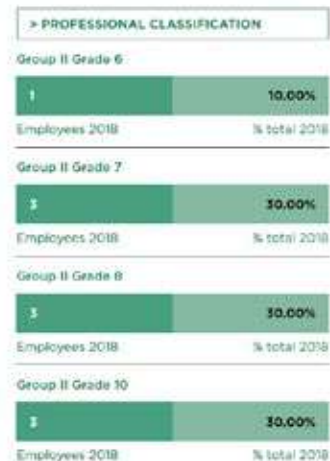 > PROFESSIONAL CLASSIFICATION
Group II Grade 6
1 10.00%
Employees 2018 % total 2018
Group II Grade 7
3 30.00%
Employees 2018 % total 2018
Group II Grade 8
3 30.00%
Employees 2018 % total 2018
Group II Grade 10
3 30.00%
Employees 2018 % total 2018